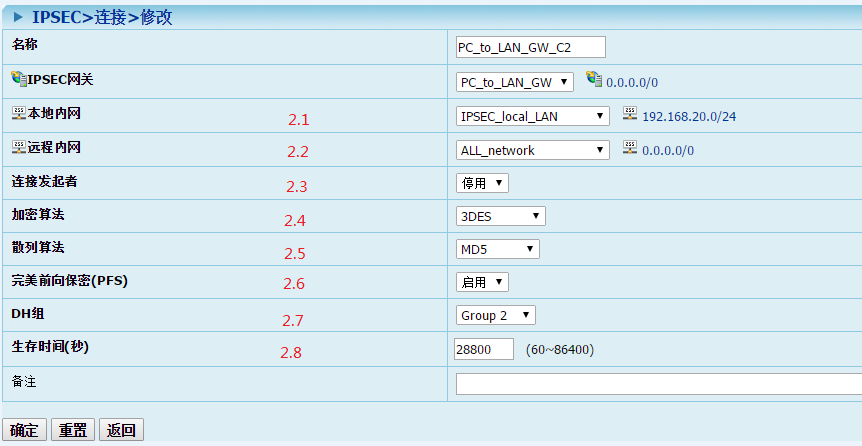 IPSEC>连接>修改
名称 PC_to_LAN_GW_C2
IPSEC网关 PC_to_LAN_GW 0.0.0.0/0
本地内网 2.1 IPSEC_local_LAN 192.168.20.0/24
远程内网 2.2 ALL_network 0.0.0.0/0
连接发起者 2.3 停用
加密算法 2.4 3DES
散列算法 2.5 MD5
完美前向保密(PFS) 2.6 启用
DH组 2.7 Group 2
生存时间(秒) 2.8 28800 (60~86400)
备注
确定 重置 返回